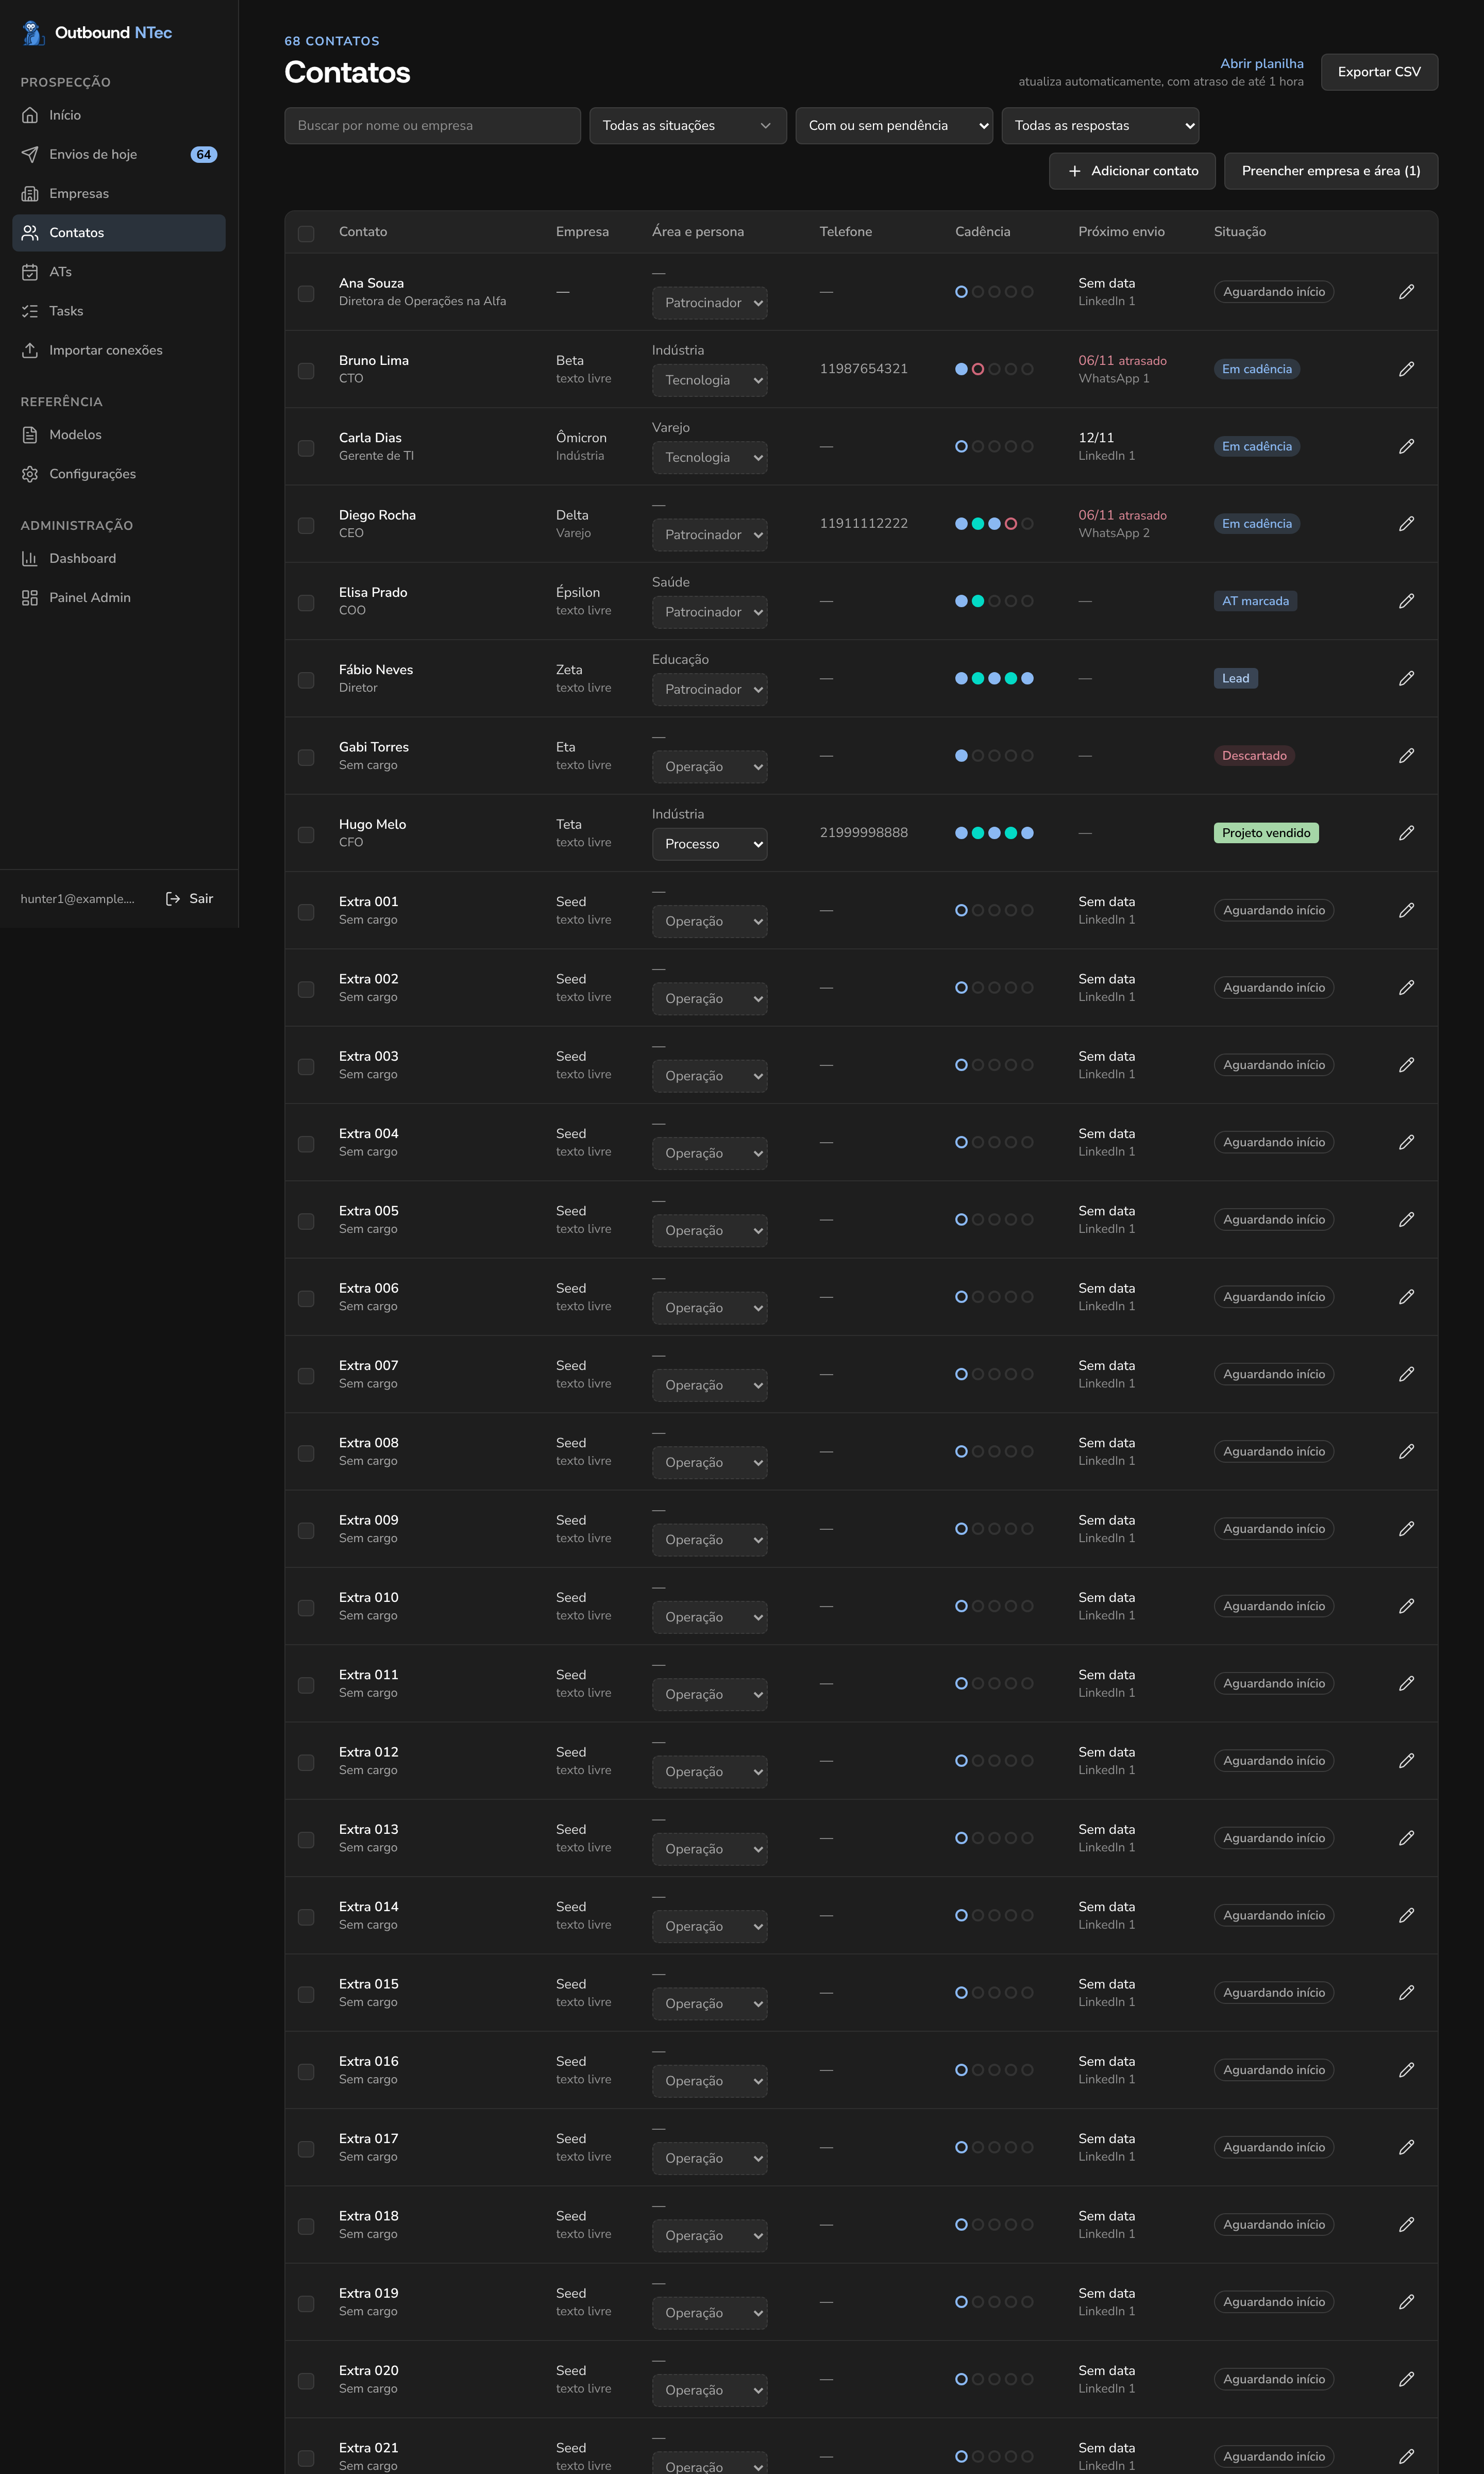 Outbound NTec
PROSPECÇÃO
Início
Envios de hoje 64
Empresas
Contatos
ATs
Tasks
Importar conexões
REFERÊNCIA
Modelos
Configurações
ADMINISTRAÇÃO
Dashboard
Painel Admin
hunter1@example.... Sair
68 CONTATOS
Contatos
Abrir planilha
atualiza automaticamente, com atraso de até 1 hora
Exportar CSV
Buscar por nome ou empresa Todas as situações Com ou sem pendência Todas as respostas
Adicionar contato Preencher empresa e área (1)
Contato Empresa Área e persona Telefone Cadência Próximo envio Situação
Ana Souza — — Sem data
Diretora de Operações na Alfa Patrocinador — LinkedIn 1 Aguardando início
Bruno Lima Beta Indústria 11987654321 06/11 atrasado
CTO texto livre Tecnologia WhatsApp 1 Em cadência
Carla Dias Ômicron Varejo — 12/11
Gerente de TI Indústria Tecnologia LinkedIn 1 Em cadência
Diego Rocha Delta — 11911112222 06/11 atrasado
CEO Varejo Patrocinador WhatsApp 2 Em cadência
Elisa Prado Épsilon Saúde — —
COO texto livre Patrocinador AT marcada
Fábio Neves Zeta Educação — —
Diretor texto livre Patrocinador Lead
Gabi Torres Eta — — —
Sem cargo texto livre Operação Descartado
Hugo Melo Teta Indústria 21999998888 —
CFO texto livre Processo Projeto vendido
Extra 001 Seed — — Sem data
Sem cargo texto livre Operação LinkedIn 1 Aguardando início
Extra 002 Seed — — Sem data
Sem cargo texto livre Operação LinkedIn 1 Aguardando início
Extra 003 Seed — — Sem data
Sem cargo texto livre Operação LinkedIn 1 Aguardando início
Extra 004 Seed — — Sem data
Sem cargo texto livre Operação LinkedIn 1 Aguardando início
Extra 005 Seed — — Sem data
Sem cargo texto livre Operação LinkedIn 1 Aguardando início
Extra 006 Seed — — Sem data
Sem cargo texto livre Operação LinkedIn 1 Aguardando início
Extra 007 Seed — — Sem data
Sem cargo texto livre Operação LinkedIn 1 Aguardando início
Extra 008 Seed — — Sem data
Sem cargo texto livre Operação LinkedIn 1 Aguardando início
Extra 009 Seed — — Sem data
Sem cargo texto livre Operação LinkedIn 1 Aguardando início
Extra 010 Seed — — Sem data
Sem cargo texto livre Operação LinkedIn 1 Aguardando início
Extra 011 Seed — — Sem data
Sem cargo texto livre Operação LinkedIn 1 Aguardando início
Extra 012 Seed — — Sem data
Sem cargo texto livre Operação LinkedIn 1 Aguardando início
Extra 013 Seed — — Sem data
Sem cargo texto livre Operação LinkedIn 1 Aguardando início
Extra 014 Seed — — Sem data
Sem cargo texto livre Operação LinkedIn 1 Aguardando início
Extra 015 Seed — — Sem data
Sem cargo texto livre Operação LinkedIn 1 Aguardando início
Extra 016 Seed — — Sem data
Sem cargo texto livre Operação LinkedIn 1 Aguardando início
Extra 017 Seed — — Sem data
Sem cargo texto livre Operação LinkedIn 1 Aguardando início
Extra 018 Seed — — Sem data
Sem cargo texto livre Operação LinkedIn 1 Aguardando início
Extra 019 Seed — — Sem data
Sem cargo texto livre Operação LinkedIn 1 Aguardando início
Extra 020 Seed — — Sem data
Sem cargo texto livre Operação LinkedIn 1 Aguardando início
Extra 021 Seed — — Sem data
Sem cargo texto livre Operação LinkedIn 1 Aguardando início